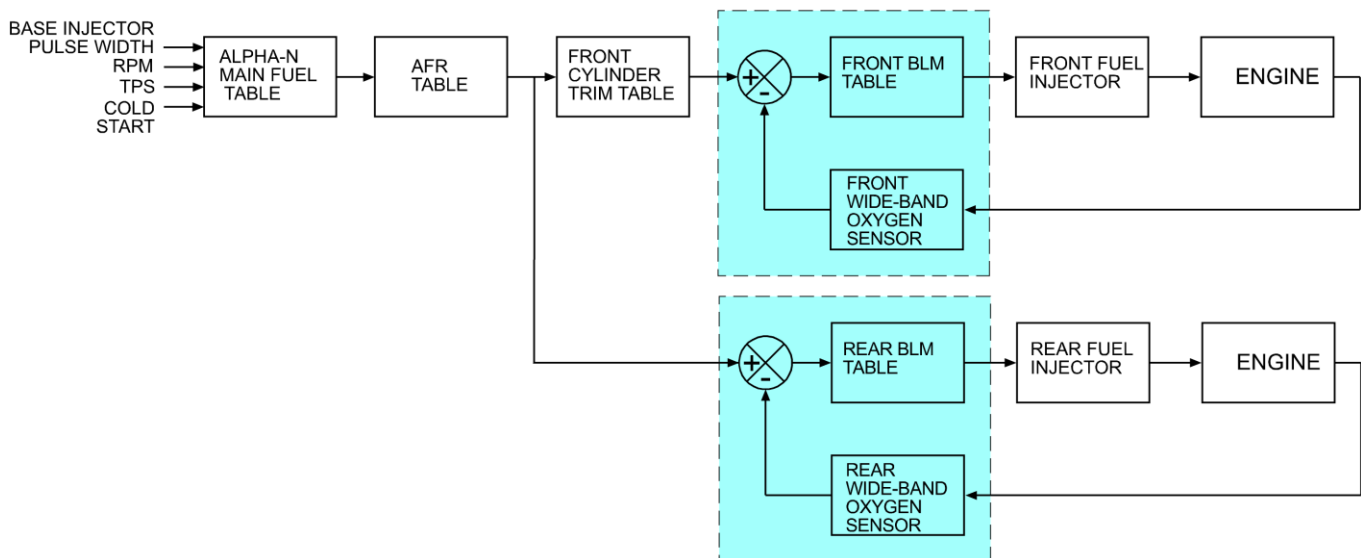 BASE INJECTOR
PULSE WIDTH
RPM
TPS
COLD
START
ALPHA-N
MAIN FUEL
TABLE
AFR
TABLE
FRONT
CYLINDER
TRIM TABLE
+
-
FRONT BLM
TABLE
FRONT FUEL
INJECTOR
ENGINE
FRONT
WIDE-BAND
OXYGEN
SENSOR
+
-
REAR BLM
TABLE
REAR FUEL
INJECTOR
ENGINE
REAR
WIDE-BAND
OXYGEN
SENSOR